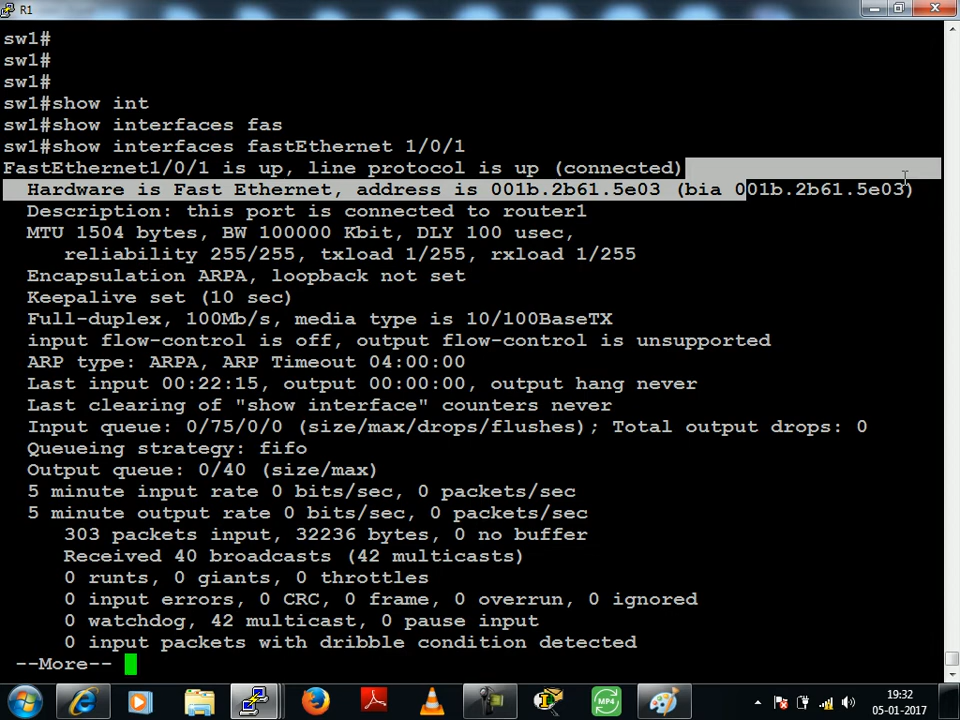 R1
sw1#
sw1#
sw1#
sw1#show int
sw1#show interfaces fas
sw1#show interfaces fastEthernet 1/0/1
FastEthernet1/0/1 is up, line protocol is up (connected)
Hardware is Fast Ethernet, address is 001b.2b61.5e03 (bia 001b.2b61.5e03)
Description: this port is connected to router1
MTU 1504 bytes, BW 100000 Kbit, DLY 100 usec,
reliability 255/255, txload 1/255, rxload 1/255
Encapsulation ARPA, loopback not set
Keepalive set (10 sec)
Full-duplex, 100Mb/s, media type is 10/100BaseTX
input flow-control is off, output flow-control is unsupported
ARP type: ARPA, ARP Timeout 04:00:00
Last input 00:22:15, output 00:00:00, output hang never
Last clearing of "show interface" counters never
Input queue: 0/75/0/0 (size/max/drops/flushes); Total output drops: 0
Queueing strategy: fifo
Output queue: 0/40 (size/max)
5 minute input rate 0 bits/sec, 0 packets/sec
5 minute output rate 0 bits/sec, 0 packets/sec
303 packets input, 32236 bytes, 0 no buffer
Received 40 broadcasts (42 multicasts)
0 runts, 0 giants, 0 throttles
0 input errors, 0 CRC, 0 frame, 0 overrun, 0 ignored
0 watchdog, 42 multicast, 0 pause input
0 input packets with dribble condition detected
--More--
MP4
19:32
05-01-2017